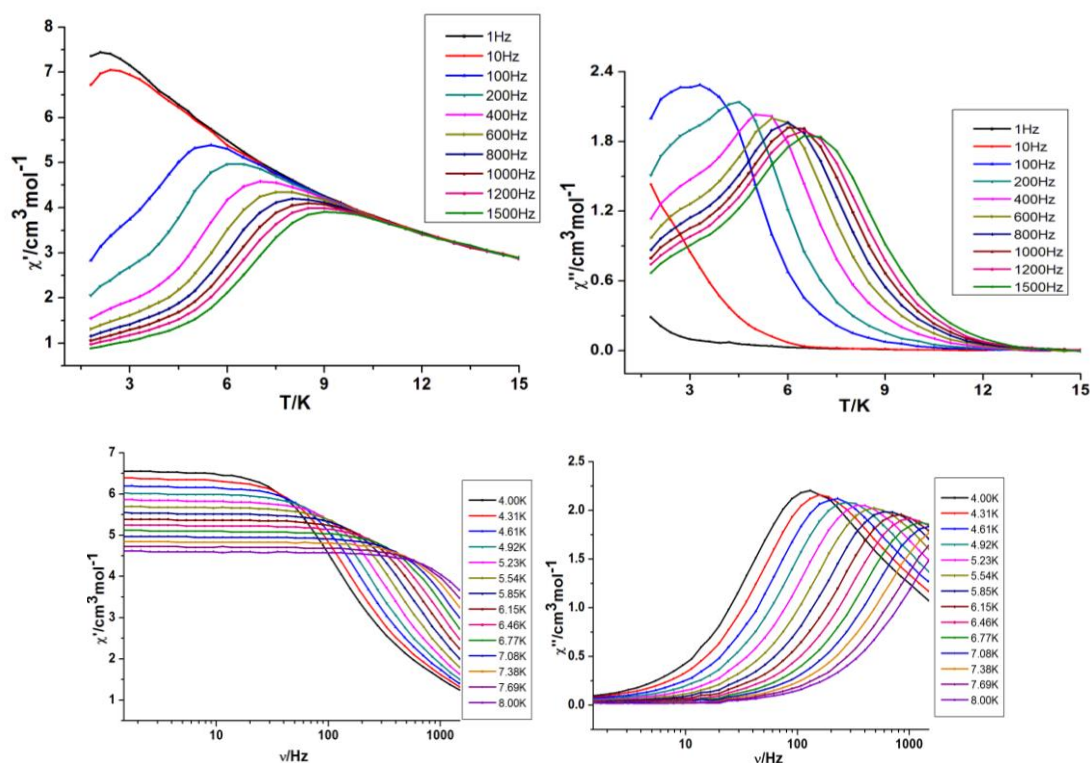 8
7
6
5
4
3
2
1
χ'/cm³mol⁻¹
3
6
9
12
15
T/K
1Hz
10Hz
100Hz
200Hz
400Hz
600Hz
800Hz
1000Hz
1200Hz
1500Hz
2.4
1.8
1.2
0.6
0.0
χ''/cm³mol⁻¹
3
6
9
12
15
T/K
1Hz
10Hz
100Hz
200Hz
400Hz
600Hz
800Hz
1000Hz
1200Hz
1500Hz
7
6
5
4
3
2
1
χ'/cm³mol⁻¹
10
100
1000
ν/Hz
4.00K
4.31K
4.61K
4.92K
5.23K
5.54K
5.85K
6.15K
6.46K
6.77K
7.08K
7.38K
7.69K
8.00K
2.5
2.0
1.5
1.0
0.5
0.0
χ''/cm³mol⁻¹
10
100
1000
ν/Hz
4.00K
4.31K
4.61K
4.92K
5.23K
5.54K
5.85K
6.15K
6.46K
6.77K
7.08K
7.38K
7.69K
8.00K